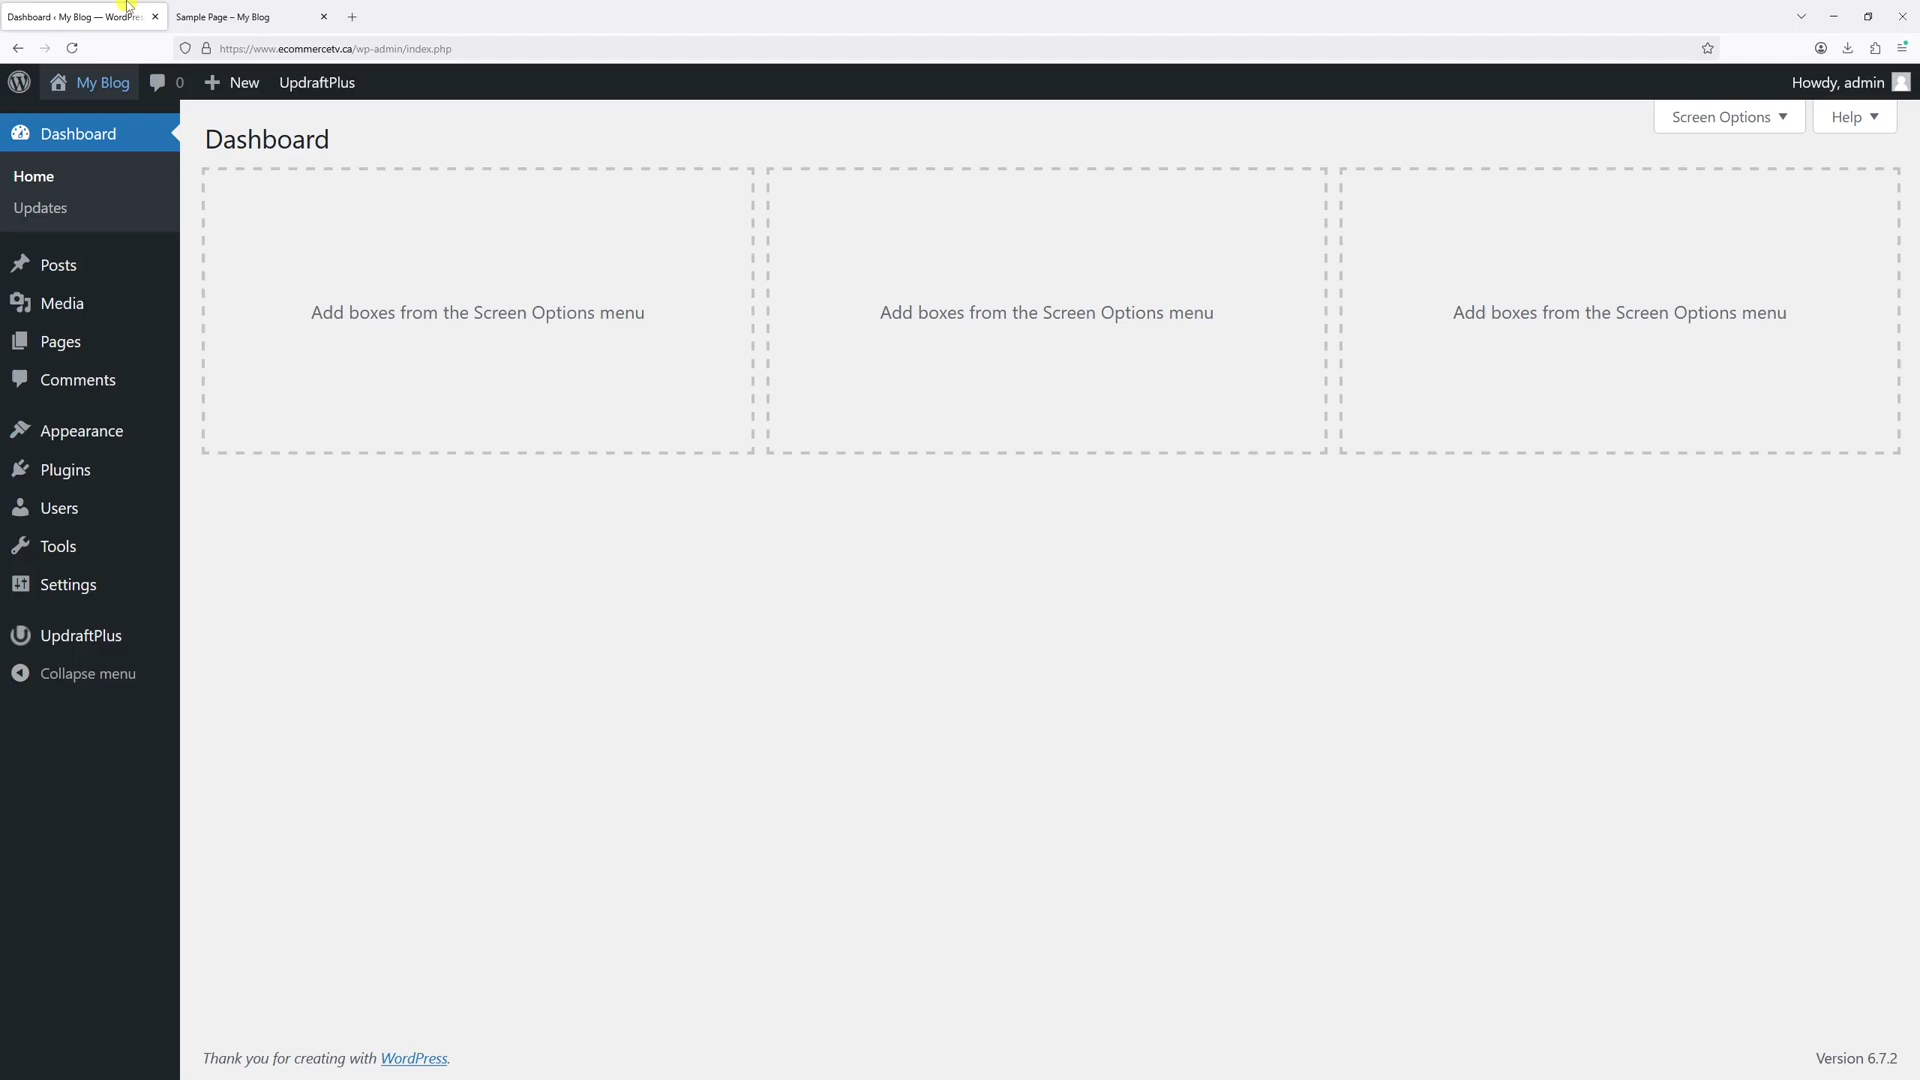 Dashboard ‹ My Blog — WordPres
Sample Page – My Blog
https://www.ecommercetv.ca/wp-admin/index.php
My Blog
0
New
UpdraftPlus
Howdy, admin
Dashboard
Home
Updates
Posts
Media
Pages
Comments
Appearance
Plugins
Users
Tools
Settings
UpdraftPlus
Collapse menu
Screen Options
Help
Dashboard
Add boxes from the Screen Options menu
Add boxes from the Screen Options menu
Add boxes from the Screen Options menu
Thank you for creating with WordPress.
Version 6.7.2